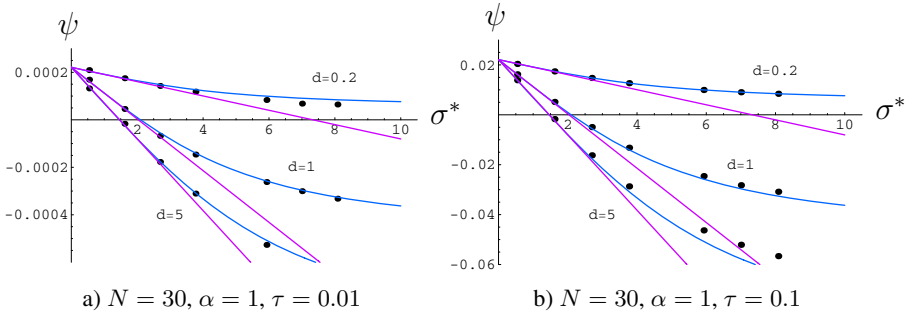 ψ
0.0002
-0.0002
-0.0004
2 4 6 8 10
σ*
d=0.2
d=1
d=5
a) N = 30, α = 1, τ = 0.01
ψ
0.02
-0.02
-0.04
-0.06
2 4 6 8 10
σ*
d=0.2
d=1
d=5
b) N = 30, α = 1, τ = 0.1